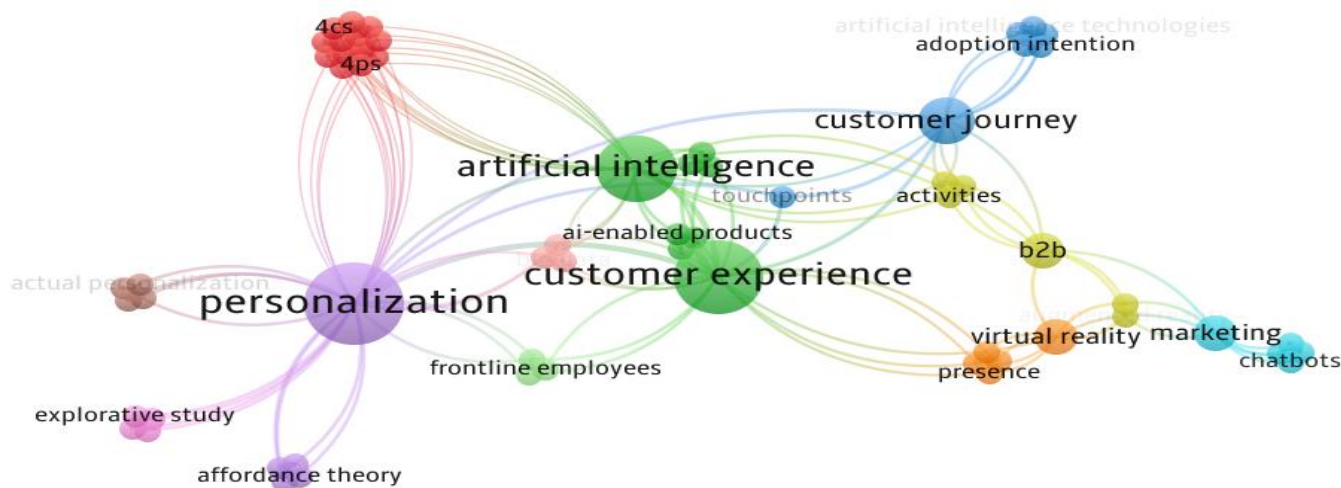 4cs
artificial intelligence technologies
adoption intention
4ps
customer journey
artificial intelligence
touchpoints
activities
ai-enabled products
b2b
customer experience
actual personalization
personalization
virtual reality
marketing
frontline employees
presence
chatbots
explorative study
affordance theory